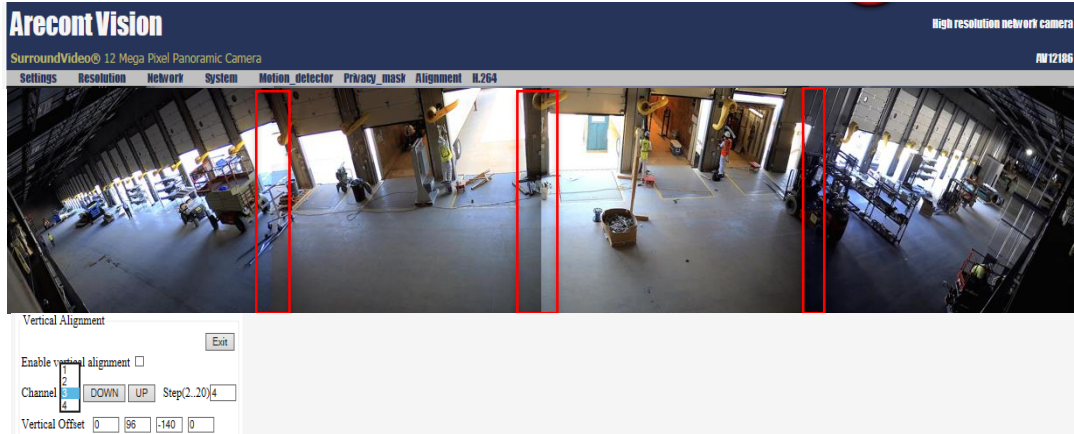 Arecont Vision
High resolution network camera
SurroundVideo® 12 Mega Pixel Panoramic Camera
AV12186
Settings Resolution Network System Motion_detector Privacy_mask Alignment H.264
Vertical Alignment
Exit
Enable vertical alignment
1
2
Channel 3 DOWN UP Step(2..20) 4
4
Vertical Offset 0 96 -140 0